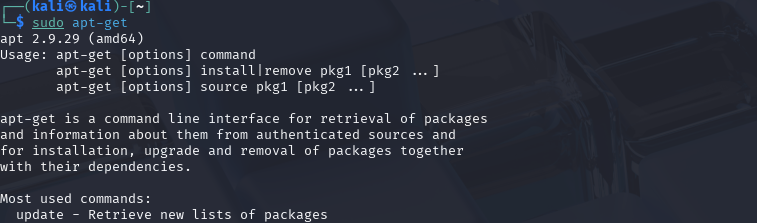 ┌──(kali㉿kali)-[~]
└─$ sudo apt-get
apt 2.9.29 (amd64)
Usage: apt-get [options] command
       apt-get [options] install|remove pkg1 [pkg2 ...]
       apt-get [options] source pkg1 [pkg2 ...]

apt-get is a command line interface for retrieval of packages
and information about them from authenticated sources and
for installation, upgrade and removal of packages together
with their dependencies.

Most used commands:
  update - Retrieve new lists of packages